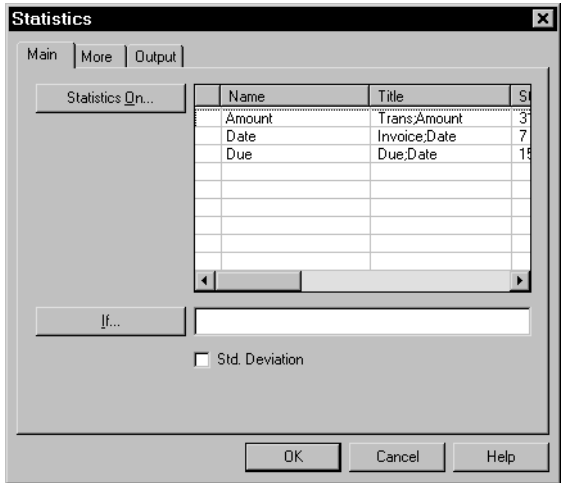 Statistics
Main More Output
Statistics On...
Name Title
Amount Trans;Amount
Date Invoice;Date 7
Due Due;Date
If...
Std. Deviation
OK Cancel Help